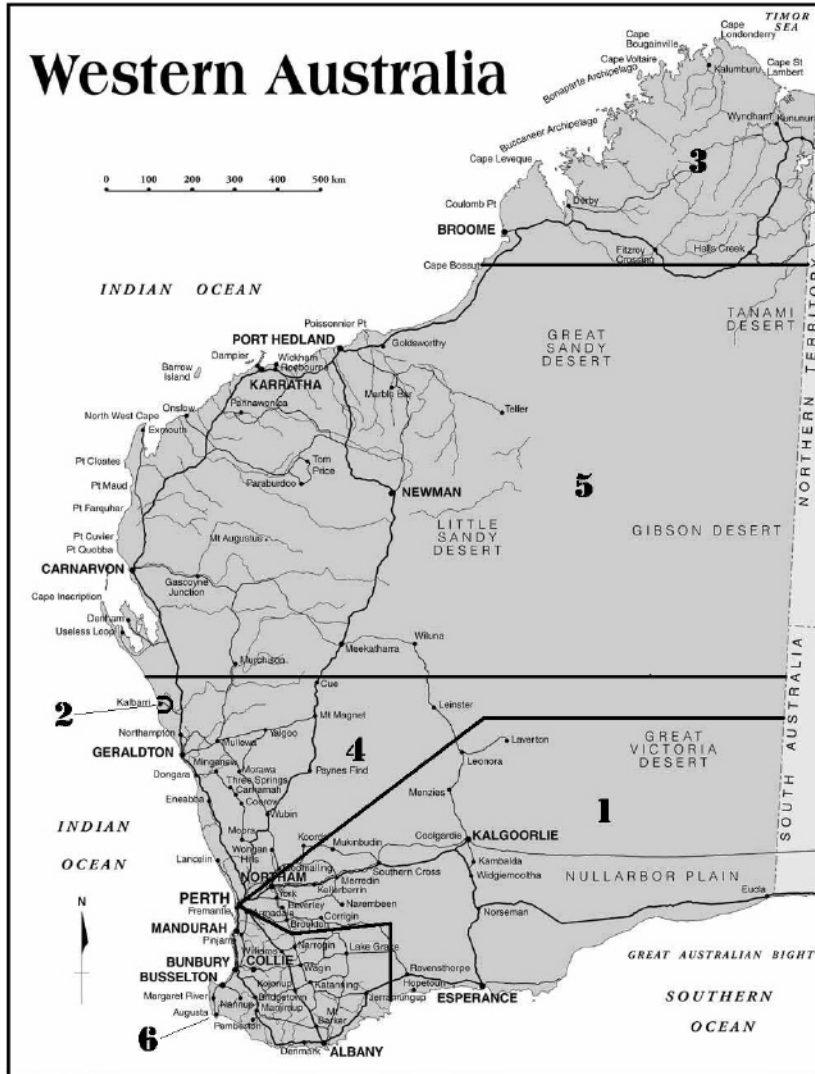 TIMOR
SEA
Cape
Londonderry
Cape
Bougainville
Cape Voltaire
Bonaparte Archipelago
Kalumburu
Cape St
Lambert
Western Australia
Wyndham
Kununurra
Buccaneer Archipelago
3
Cape Leveque
0 100 200 300 400 500 km
Coulomb Pt
Derby
BROOME
Fitzroy
Crossing
Halls Creek
Cape Bossut
INDIAN OCEAN
NORTHERN TERRITORY
TANAMI
DESERT
Poissonnier Pt
PORT HEDLAND
Goldsworthy
GREAT
SANDY
DESERT
Dampier
Wickham
Roebourne
Barrow
Island
KARRATHA
Marble Bar
Pannawonica
Telfer
Onslow
North West Cape
Exmouth
Tom
Price
Pt Cloates
Paraburdoo
5
Pt Maud
NEWMAN
Pt Farquhar
LITTLE
SANDY
DESERT
GIBSON DESERT
Pt Cuvier
Mt Augustus
Pt Quobba
CARNARVON
Gascoyne
Junction
Cape Inscription
Denham
Useless Loop
Wiluna
Meekatharra
Murchison
SOUTH AUSTRALIA
Cue
2
Kalbarri
Leinster
Mt Magnet
Northampton
Yalgoo
Mullewa
4
GREAT
VICTORIA
DESERT
Laverton
GERALDTON
Leonora
Mingenew
Morawa
Paynes Find
Dongara
Three Springs
Carnamah
Menzies
Eneabba
Coorow
1
Wubin
INDIAN
OCEAN
Moora
Koorda
Coolgardie
KALGOORLIE
Mukinbudin
Wongan
Hills
Lancelin
Kambalda
Southern Cross
Widgiemooltha
NULLARBOR PLAIN
NORTHAM
Merredin
Kellerberrin
Eucla
PERTH
York
Beverley
Narembeen
Fremantle
Armadale
Corrigin
Norseman
N
Brookton
MANDURAH
Pinjarra
Williams
Narrogin
Lake Grace
GREAT AUSTRALIAN BIGHT
BUNBURY
COLLIE
Wagin
Ravensthorpe
BUSSELTON
Kojonup
Katanning
Hopetoun
ESPERANCE
SOUTHERN
OCEAN
Margaret River
Nannup
Bridgetown
Jerramungup
Augusta
Manjimup
Mt
Barker
6
Pemberton
Denmark
ALBANY